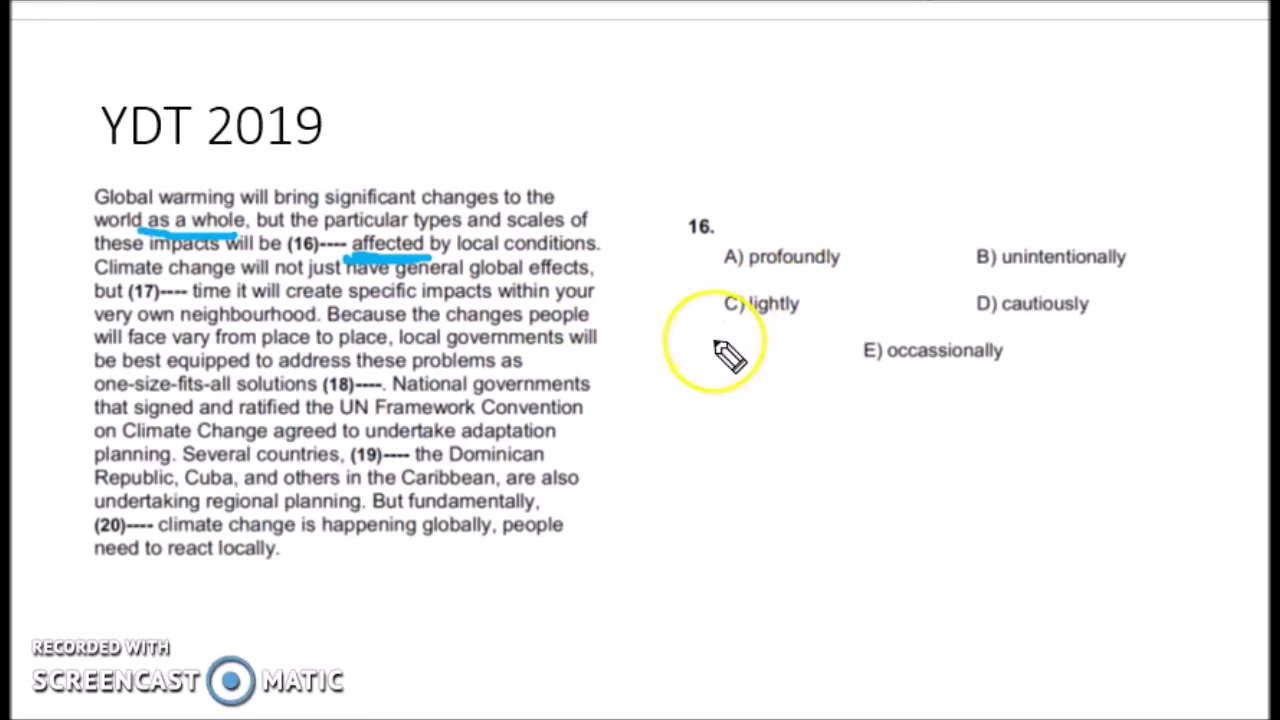 YDT 2019
Global warming will bring significant changes to the
world as a whole, but the particular types and scales of
these impacts will be (16)---- affected by local conditions.
Climate change will not just have general global effects,
but (17)---- time it will create specific impacts within your
very own neighbourhood. Because the changes people
will face vary from place to place, local governments will
be best equipped to address these problems as
one-size-fits-all solutions (18)----. National governments
that signed and ratified the UN Framework Convention
on Climate Change agreed to undertake adaptation
planning. Several countries, (19)---- the Dominican
Republic, Cuba, and others in the Caribbean, are also
undertaking regional planning. But fundamentally,
(20)---- climate change is happening globally, people
need to react locally.
16.
A) profoundly B) unintentionally
C) lightly D) cautiously
E) occassionally
RECORDED WITH
SCREENCAST MATIC